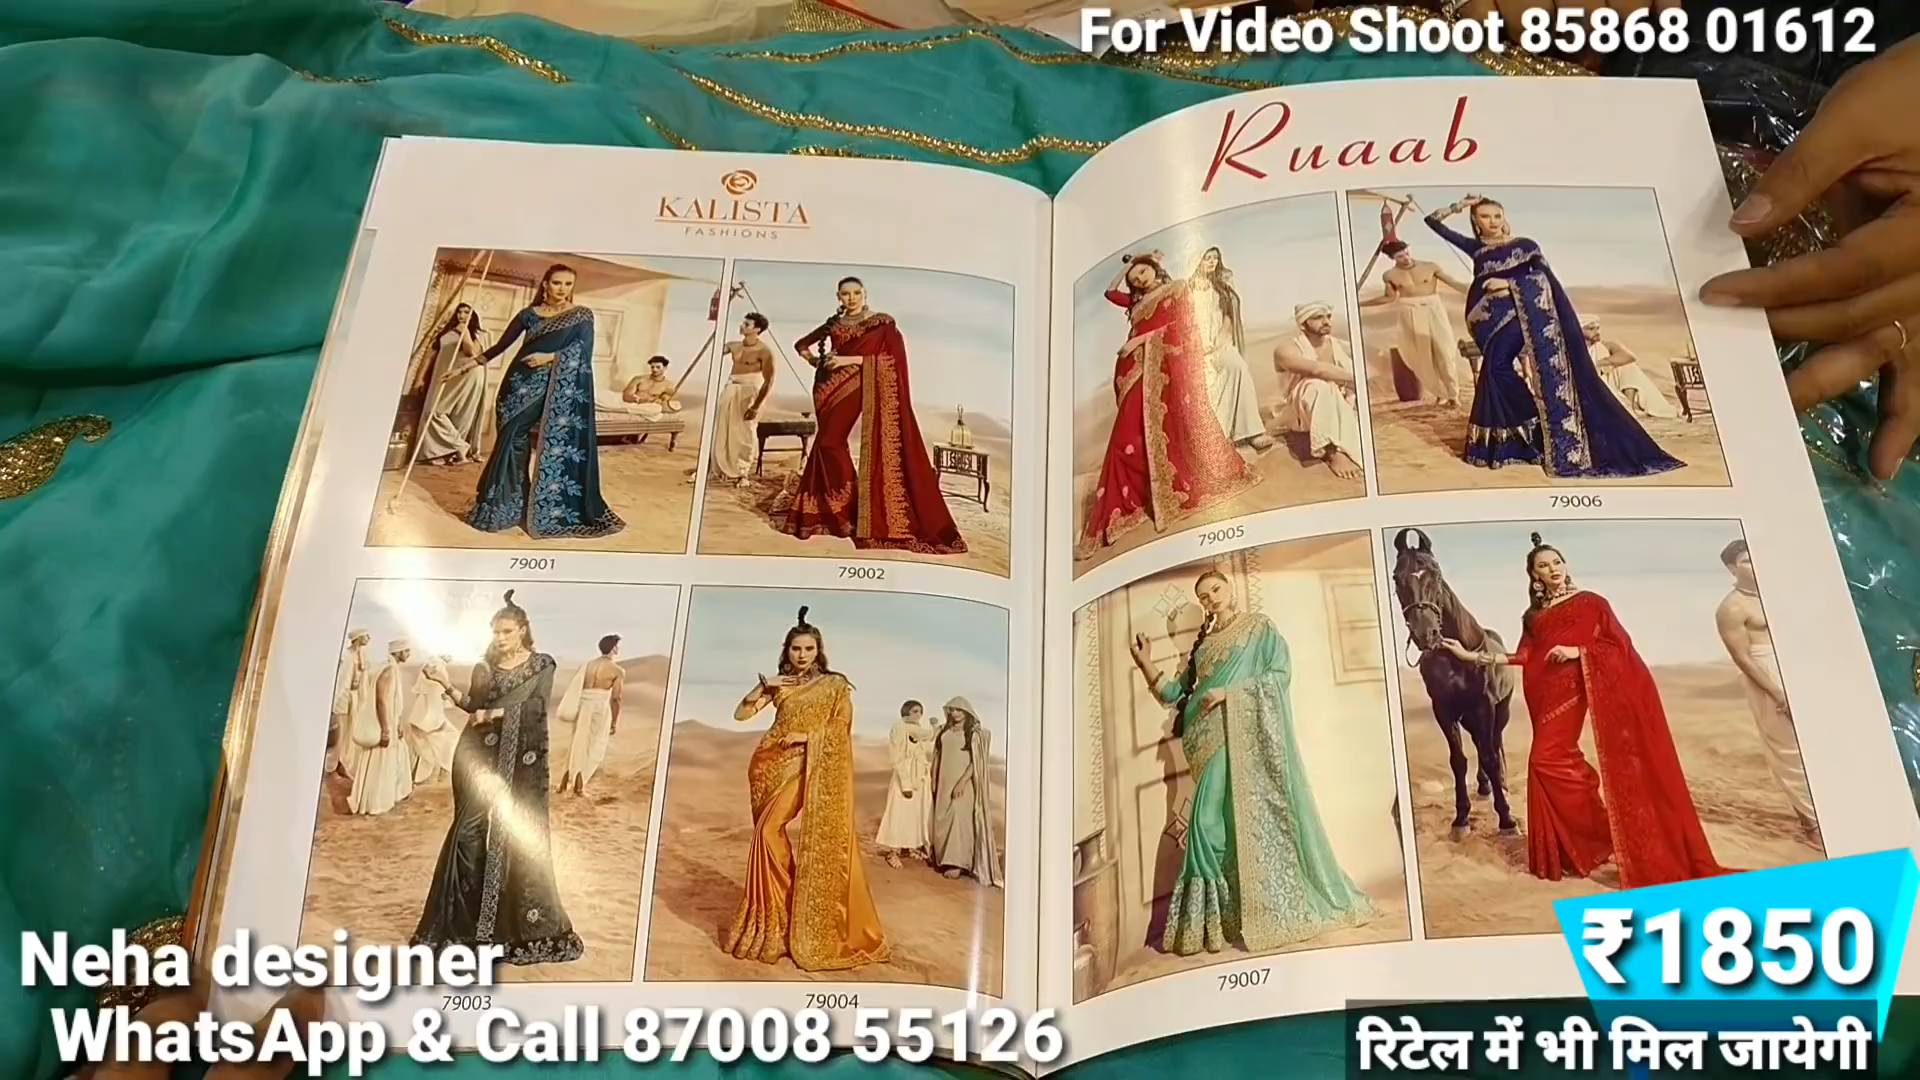 For Video Shoot 85868 01612
KALISTA
FASHIONS
Ruaab
79001
79002
79005
79006
79003
79004
79007
Neha designer
WhatsApp & Call 87008 55126
₹1850
रिटेल में भी मिल जायेगी